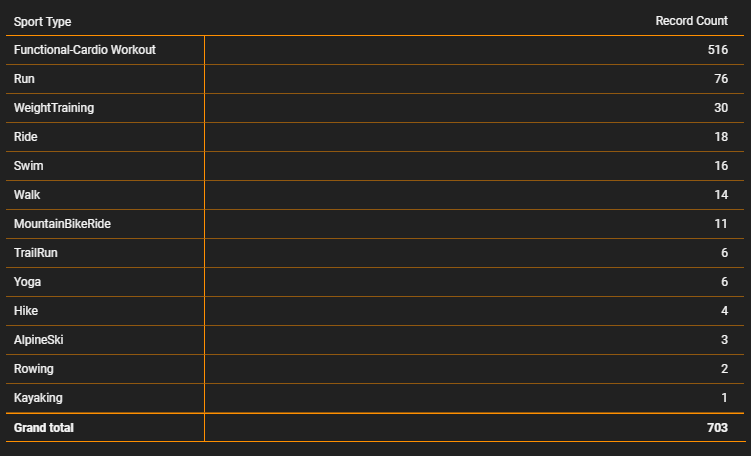 Sport Type Record Count
Functional-Cardio Workout 516
Run 76
WeightTraining 30
Ride 18
Swim 16
Walk 14
MountainBikeRide 11
TrailRun 6
Yoga 6
Hike 4
AlpineSki 3
Rowing 2
Kayaking 1
Grand total 703